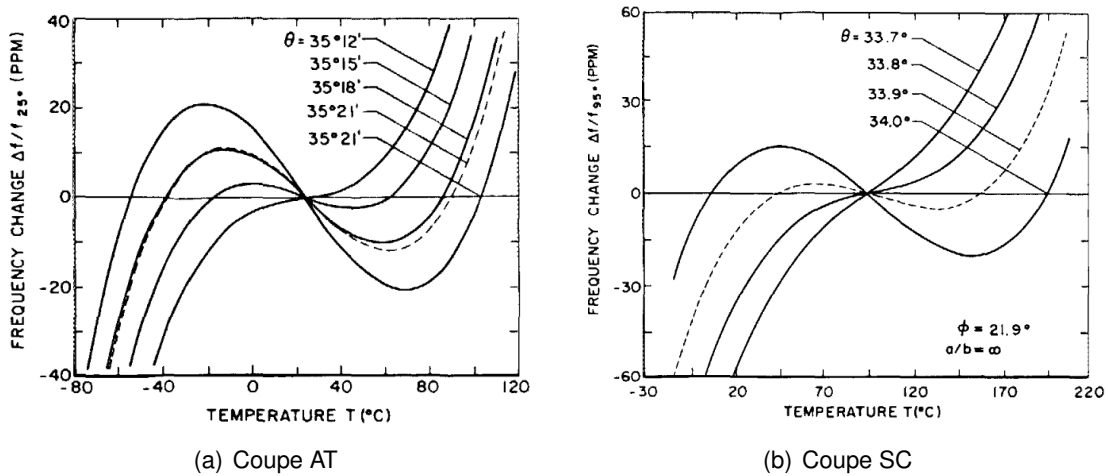 FREQUENCY CHANGE Δf/f25° (PPM)
40
20
0
-20
-40
θ = 35°12'
35°15'
35°18'
35°21'
35°21'
-80
-40
0
40
80
120
TEMPERATURE T (°C)
(a) Coupe AT
FREQUENCY CHANGE Δf/f95° (PPM)
60
30
0
-30
-60
θ = 33.7°
33.8°
33.9°
34.0°
φ = 21.9°
a/b = ∞
-30
20
70
120
170
220
TEMPERATURE T (°C)
(b) Coupe SC